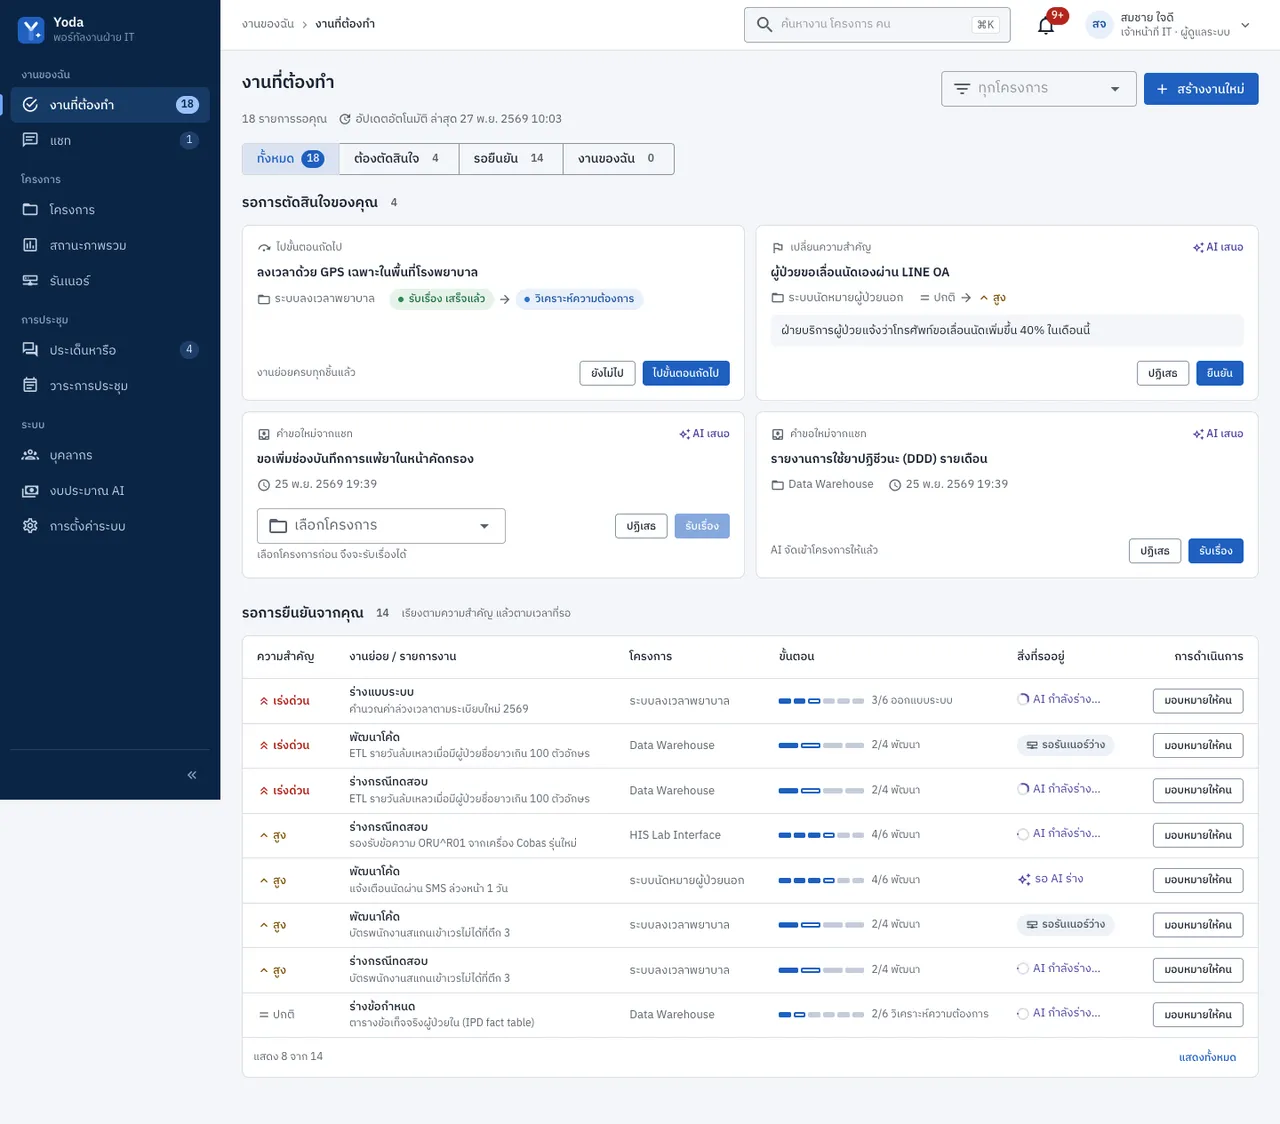 Yoda
พอร์ทัลงานฝ่าย IT
งานของฉัน
งานที่ต้องทำ 18
แชท 1
โครงการ
โครงการ
สถานะภาพรวม
รันเนอร์
การประชุม
ประเด็นหารือ 4
วาระการประชุม
ระบบ
บุคลากร
งบประมาณ AI
การตั้งค่าระบบ
«
งานของฉัน › งานที่ต้องทำ
ค้นหางาน โครงการ คน ⌘K
9+
สจ
สมชาย ใจดี
เจ้าหน้าที่ IT · ผู้ดูแลระบบ
งานที่ต้องทำ
ทุกโครงการ
+ สร้างงานใหม่
18 รายการรอคุณ อัปเดตอัตโนมัติ ล่าสุด 27 พ.ย. 2569 10:03
ทั้งหมด 18 ต้องตัดสินใจ 4 รอยืนยัน 14 งานของฉัน 0
รอการตัดสินใจของคุณ 4
ไปขั้นตอนถัดไป
ลงเวลาด้วย GPS เฉพาะในพื้นที่โรงพยาบาล
ระบบลงเวลาพยาบาล รับเรื่อง เสร็จแล้ว → วิเคราะห์ความต้องการ
งานย่อยครบทุกชิ้นแล้ว ยังไม่ไป ไปขั้นตอนถัดไป
เปลี่ยนความสำคัญ AI เสนอ
ผู้ป่วยขอเลื่อนนัดเองผ่าน LINE OA
ระบบนัดหมายผู้ป่วยนอก ปกติ → สูง
ฝ่ายบริการผู้ป่วยแจ้งว่าโทรศัพท์ขอเลื่อนนัดเพิ่มขึ้น 40% ในเดือนนี้
ปฏิเสธ ยืนยัน
คำขอใหม่จากแชท AI เสนอ
ขอเพิ่มช่องบันทึกการแพ้ยาในหน้าคัดกรอง
25 พ.ย. 2569 19:39
เลือกโครงการ ปฏิเสธ รับเรื่อง
เลือกโครงการก่อน จึงจะรับเรื่องได้
คำขอใหม่จากแชท AI เสนอ
รายงานการใช้ยาปฏิชีวนะ (DDD) รายเดือน
Data Warehouse 25 พ.ย. 2569 19:39
AI จัดเข้าโครงการให้แล้ว ปฏิเสธ รับเรื่อง
รอการยืนยันจากคุณ 14 เรียงตามความสำคัญ แล้วตามเวลาที่รอ
ความสำคัญ งานย่อย / รายการงาน โครงการ ขั้นตอน สิ่งที่รออยู่ การดำเนินการ
เร่งด่วน ร่างแบบระบบ ระบบลงเวลาพยาบาล 3/6 ออกแบบระบบ AI กำลังร่าง... มอบหมายให้คน
คำนวณค่าล่วงเวลาตามระเบียบใหม่ 2569
เร่งด่วน พัฒนาโค้ด Data Warehouse 2/4 พัฒนา รอรันเนอร์ว่าง มอบหมายให้คน
ETL รายวันล้มเหลวเมื่อมีผู้ป่วยชื่อยาวเกิน 100 ตัวอักษร
เร่งด่วน ร่างกรณีทดสอบ Data Warehouse 2/4 พัฒนา AI กำลังร่าง... มอบหมายให้คน
ETL รายวันล้มเหลวเมื่อมีผู้ป่วยชื่อยาวเกิน 100 ตัวอักษร
สูง ร่างกรณีทดสอบ HIS Lab Interface 4/6 พัฒนา AI กำลังร่าง... มอบหมายให้คน
รองรับข้อความ ORU^R01 จากเครื่อง Cobas รุ่นใหม่
สูง พัฒนาโค้ด ระบบนัดหมายผู้ป่วยนอก 4/6 พัฒนา รอ AI ร่าง มอบหมายให้คน
แจ้งเตือนนัดผ่าน SMS ล่วงหน้า 1 วัน
สูง พัฒนาโค้ด ระบบลงเวลาพยาบาล 2/4 พัฒนา รอรันเนอร์ว่าง มอบหมายให้คน
บัตรพนักงานสแกนเข้าเวรไม่ได้ที่ตึก 3
สูง ร่างกรณีทดสอบ ระบบลงเวลาพยาบาล 2/4 พัฒนา AI กำลังร่าง... มอบหมายให้คน
บัตรพนักงานสแกนเข้าเวรไม่ได้ที่ตึก 3
ปกติ ร่างข้อกำหนด Data Warehouse 2/6 วิเคราะห์ความต้องการ AI กำลังร่าง... มอบหมายให้คน
ตารางข้อเท็จจริงผู้ป่วยใน (IPD fact table)
แสดง 8 จาก 14 แสดงทั้งหมด